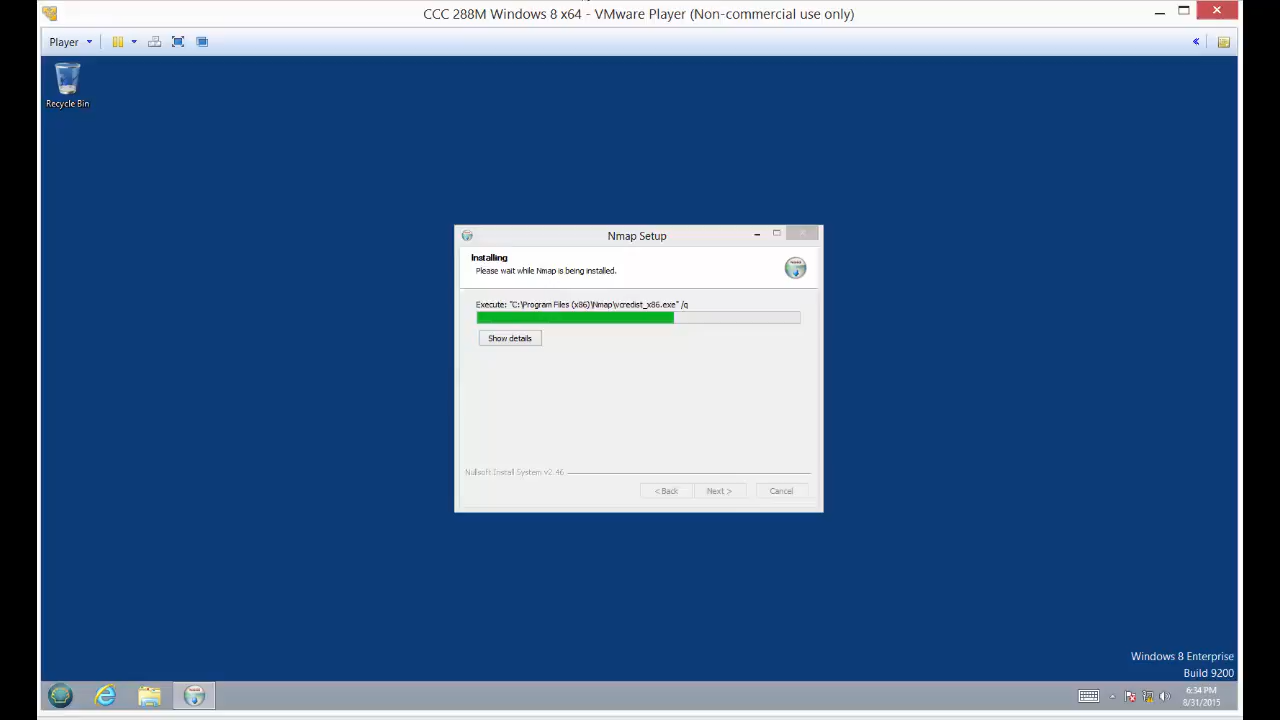 CCC 288M Windows 8 x64 - VMware Player (Non-commercial use only)
Player
Recycle Bin
Nmap Setup
Installing
Please wait while Nmap is being installed.
Execute: "C:\Program Files (x86)\Nmap\vcredist_x86.exe" /q
Show details
Nullsoft Install System v2.46
< Back Next > Cancel
Windows 8 Enterprise
Build 9200
6:34 PM
8/31/2015